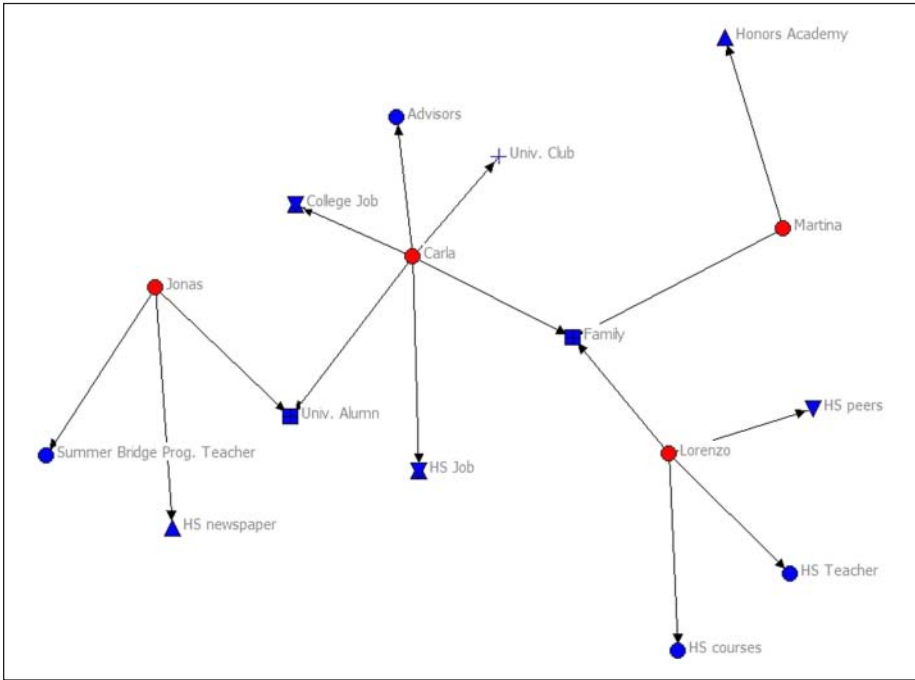 Honors Academy
Advisors
Univ. Club
College Job
Martina
Carla
Jonas
Family
HS peers
Univ. Alumn
Summer Bridge Prog. Teacher
Lorenzo
HS Job
HS newspaper
HS Teacher
HS courses